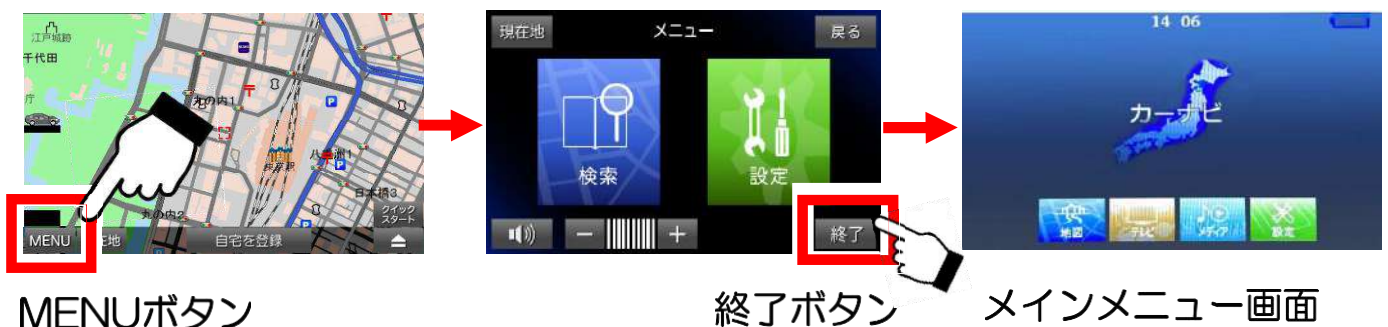 江戸城跡
千代田
庁
丸の内1
八重洲1
東京駅
日本橋3
丸の内2
クイック
スタート
MENU
在地
自宅を登録
現在地
メニュー
戻る
検索
設定
終了
14 06
カーナビ
地図
テレビ
メディア
設定
MENUボタン
終了ボタン
メインメニュー画面